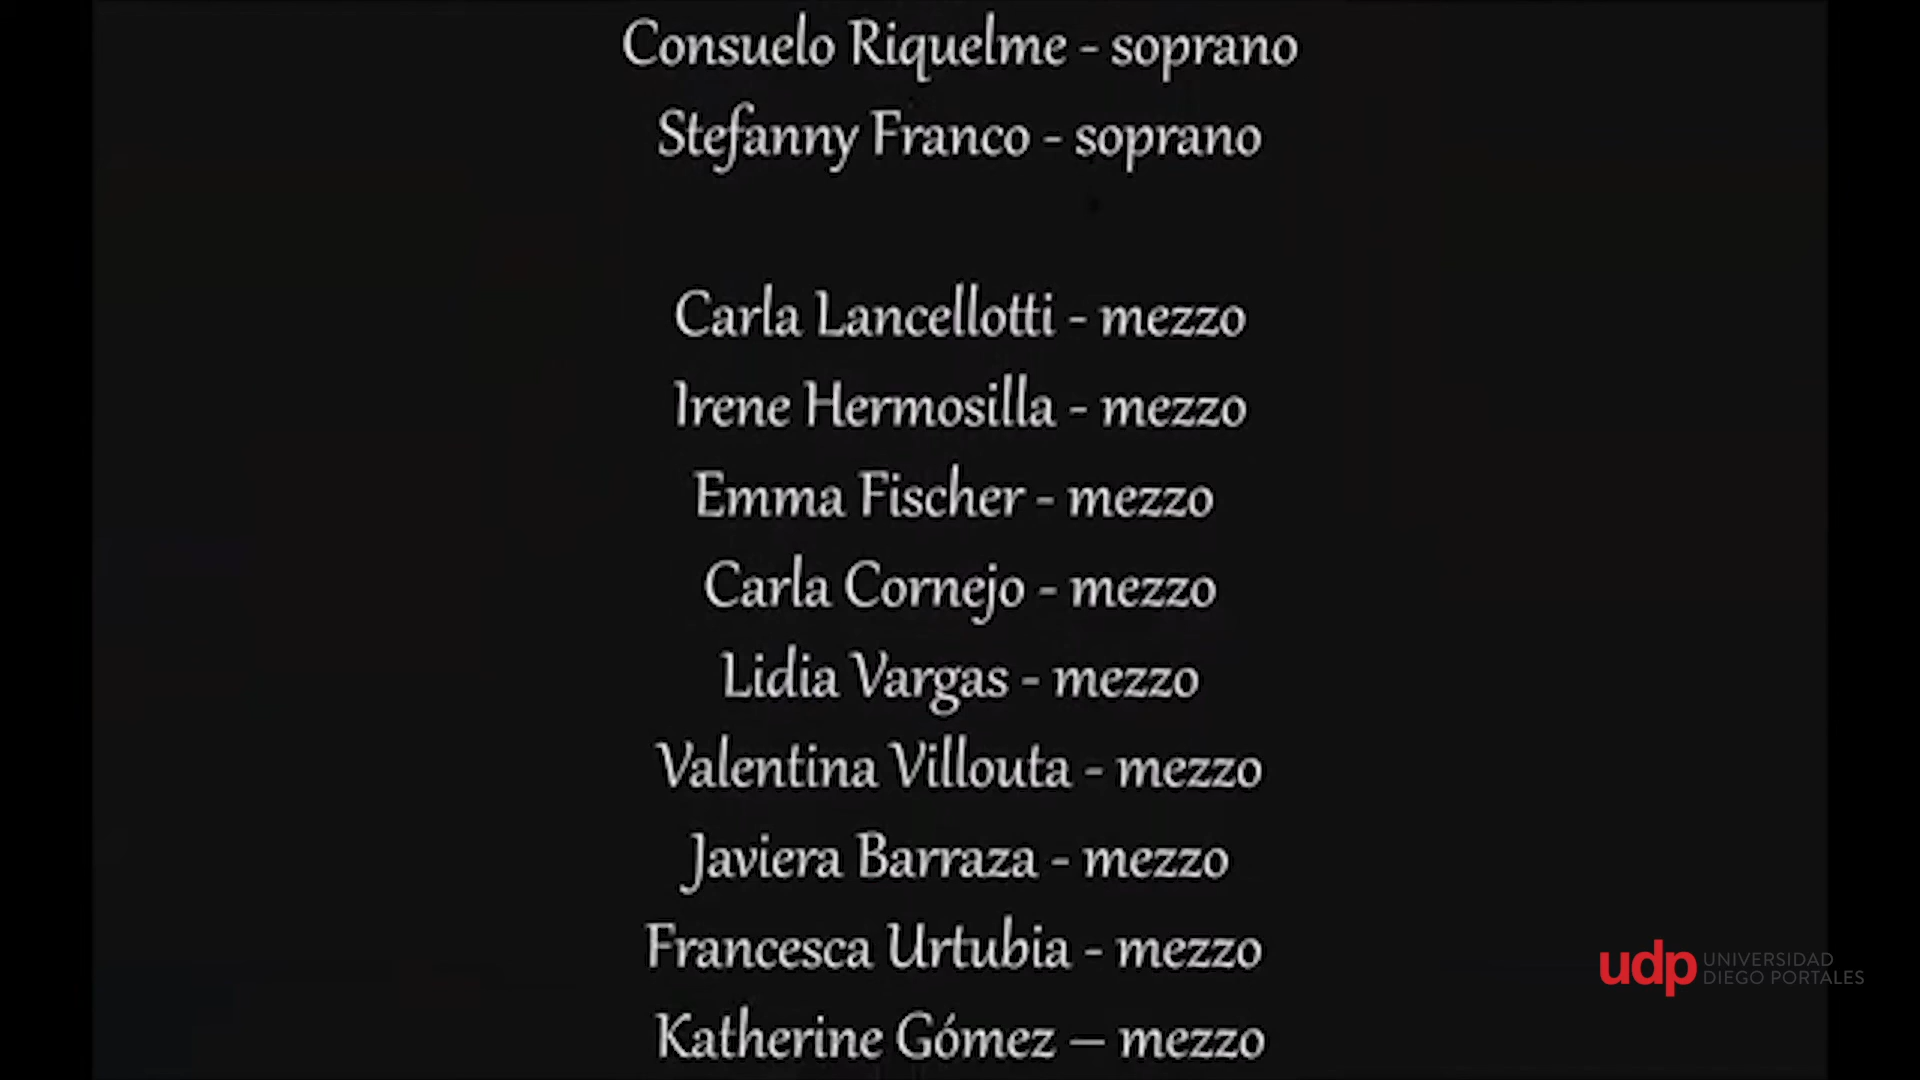 Consuelo Riquelme - soprano
Stefanny Franco - soprano
Carla Lancellotti - mezzo
Irene Hermosilla - mezzo
Emma Fischer - mezzo
Carla Cornejo - mezzo
Lidia Vargas - mezzo
Valentina Villouta - mezzo
Javiera Barraza - mezzo
Francesca Urtubia - mezzo
Katherine Gómez – mezzo
udp UNIVERSIDAD
DIEGO PORTALES